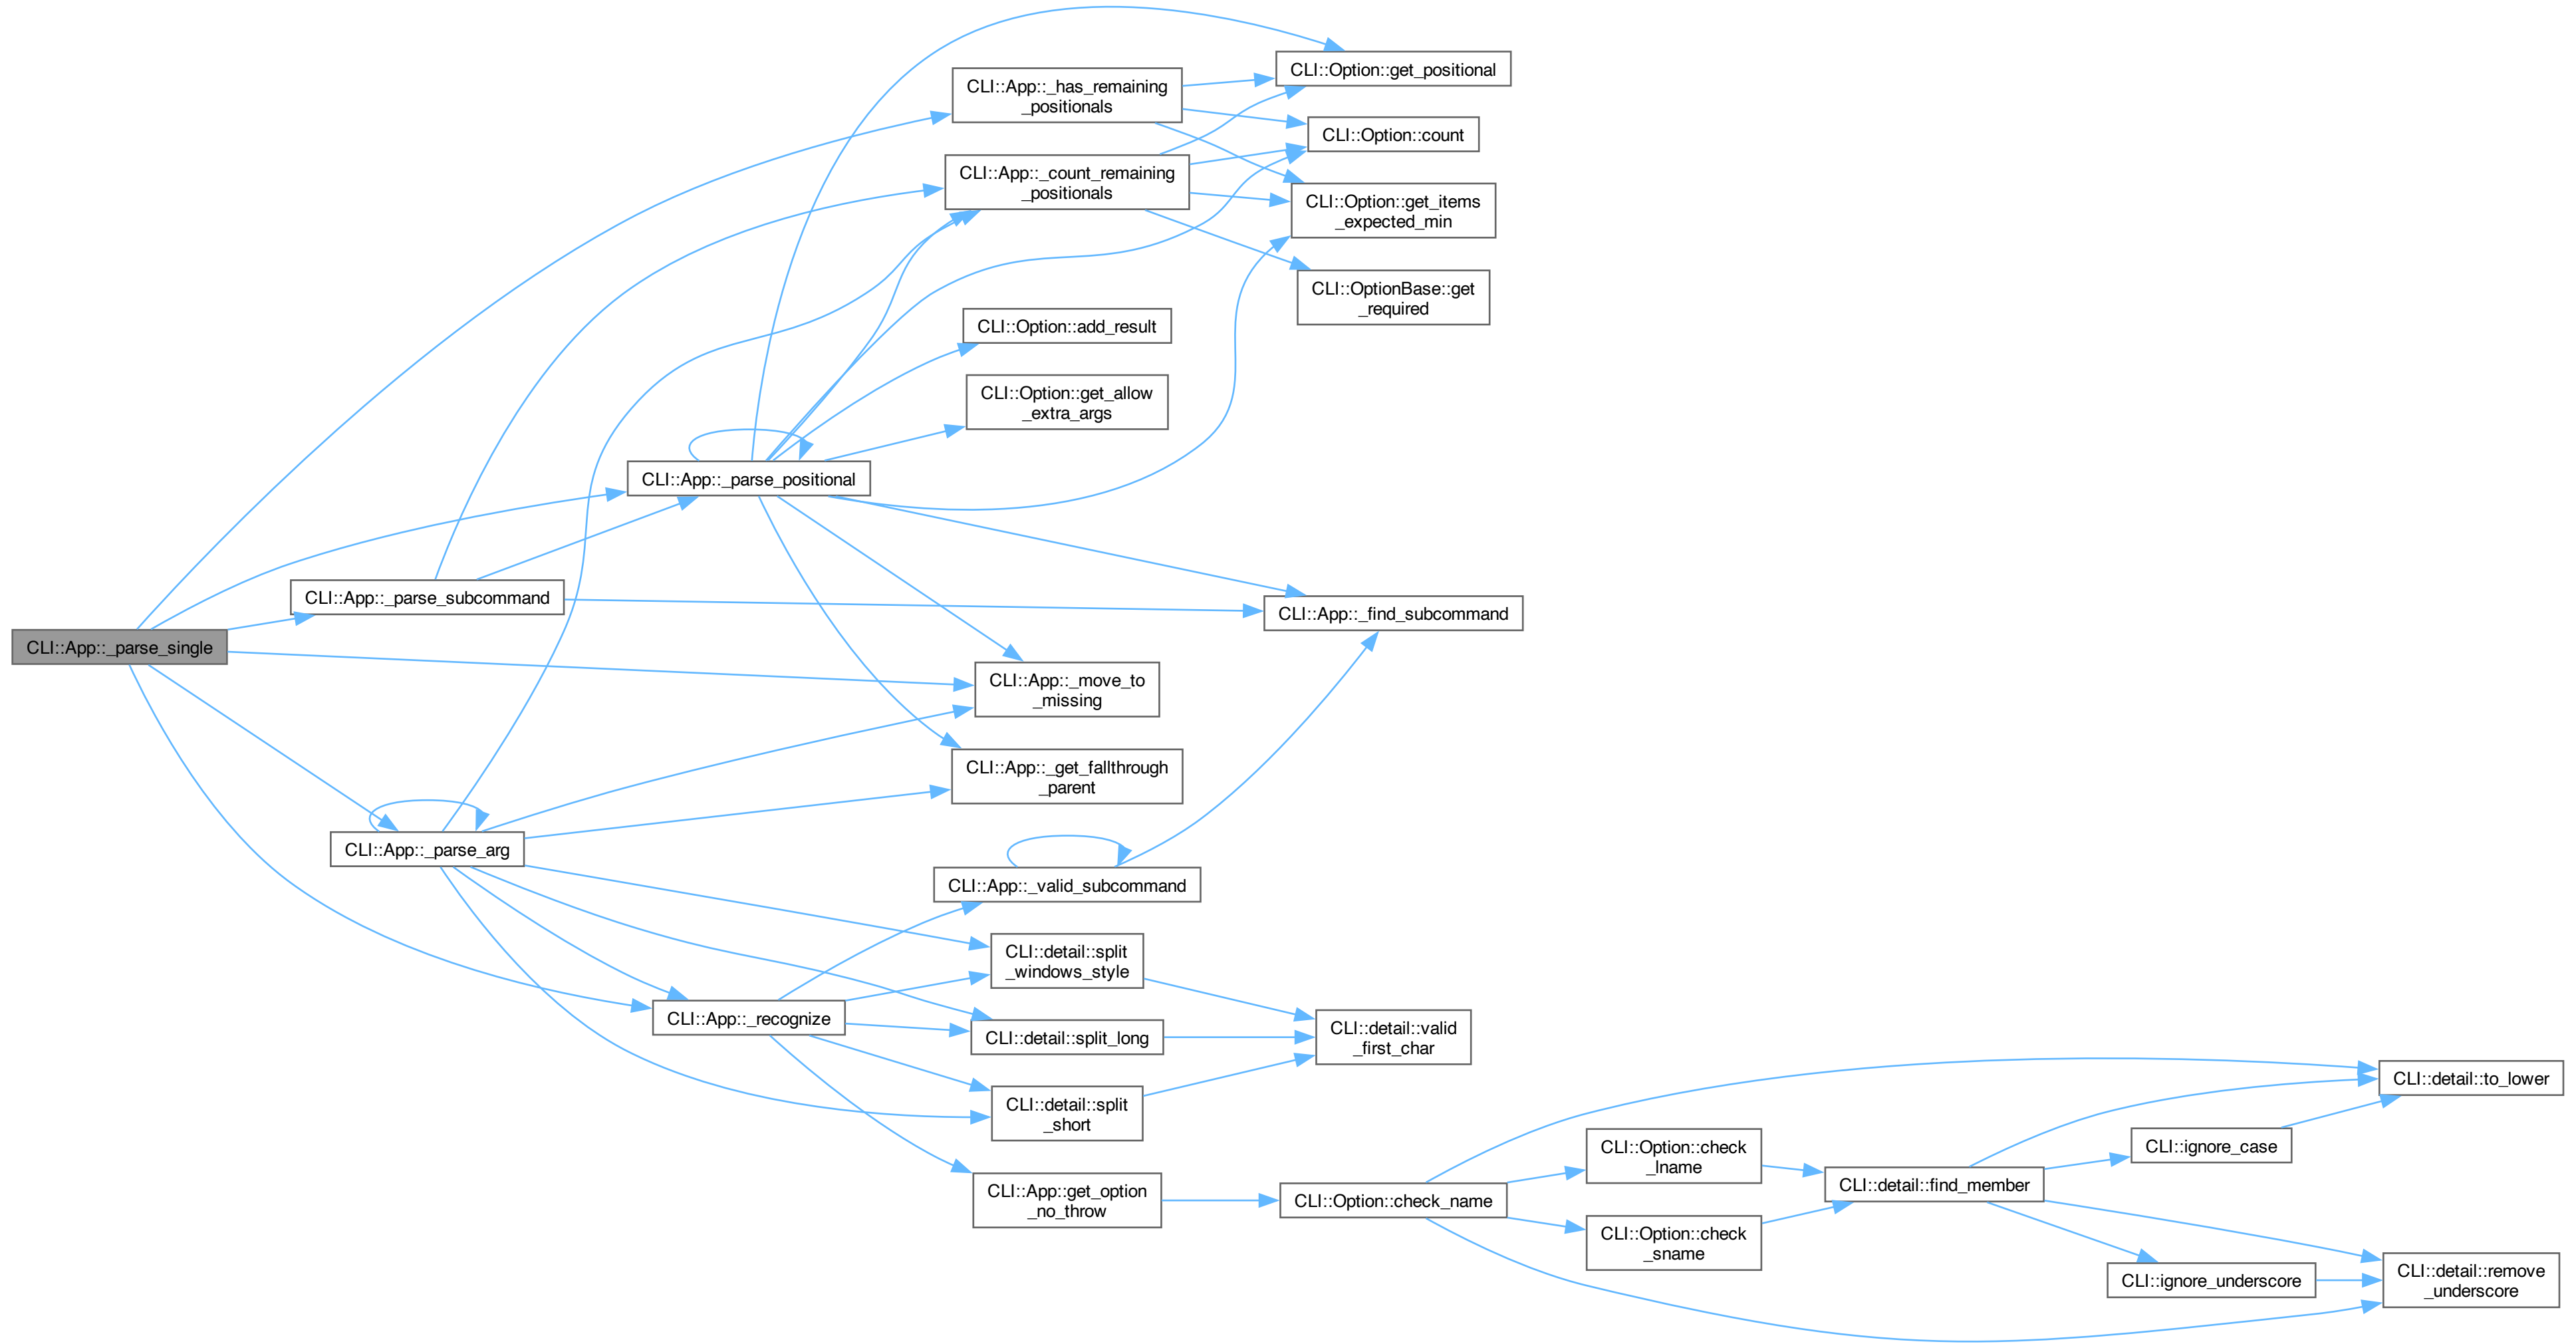 CLI::App::_parse_single
CLI::App::_parse_subcommand
CLI::App::_parse_arg
CLI::App::_parse_positional
CLI::App::_recognize
CLI::App::_has_remaining
_positionals
CLI::App::_count_remaining
_positionals
CLI::Option::add_result
CLI::Option::get_allow
_extra_args
CLI::App::_move_to
_missing
CLI::App::_get_fallthrough
_parent
CLI::App::_valid_subcommand
CLI::detail::split
_windows_style
CLI::detail::split_long
CLI::detail::split
_short
CLI::App::get_option
_no_throw
CLI::Option::get_positional
CLI::Option::count
CLI::Option::get_items
_expected_min
CLI::OptionBase::get
_required
CLI::App::_find_subcommand
CLI::detail::valid
_first_char
CLI::Option::check_name
CLI::Option::check
_lname
CLI::Option::check
_sname
CLI::detail::find_member
CLI::ignore_case
CLI::ignore_underscore
CLI::detail::to_lower
CLI::detail::remove
_underscore